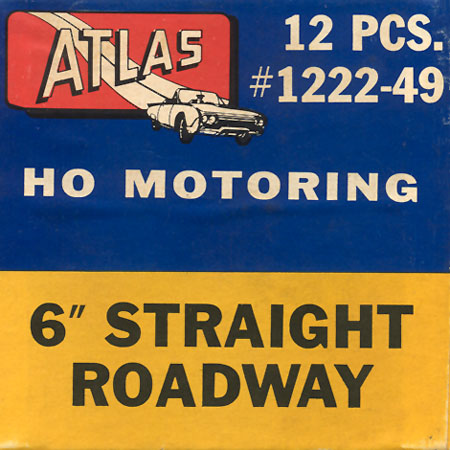 ATLAS
12 PCS.
#1222-49
HO MOTORING
6" STRAIGHT
ROADWAY